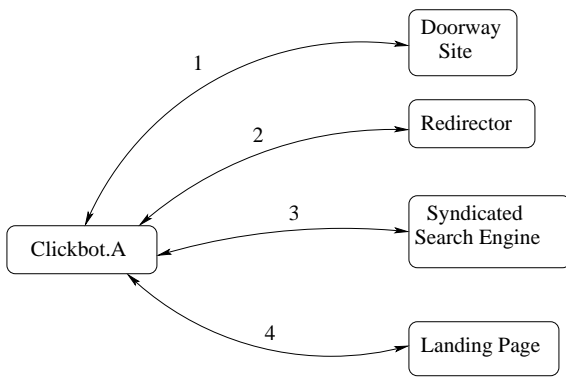 Doorway
Site
1
Redirector
2
Syndicated
Search Engine
3
Clickbot.A
4
Landing Page